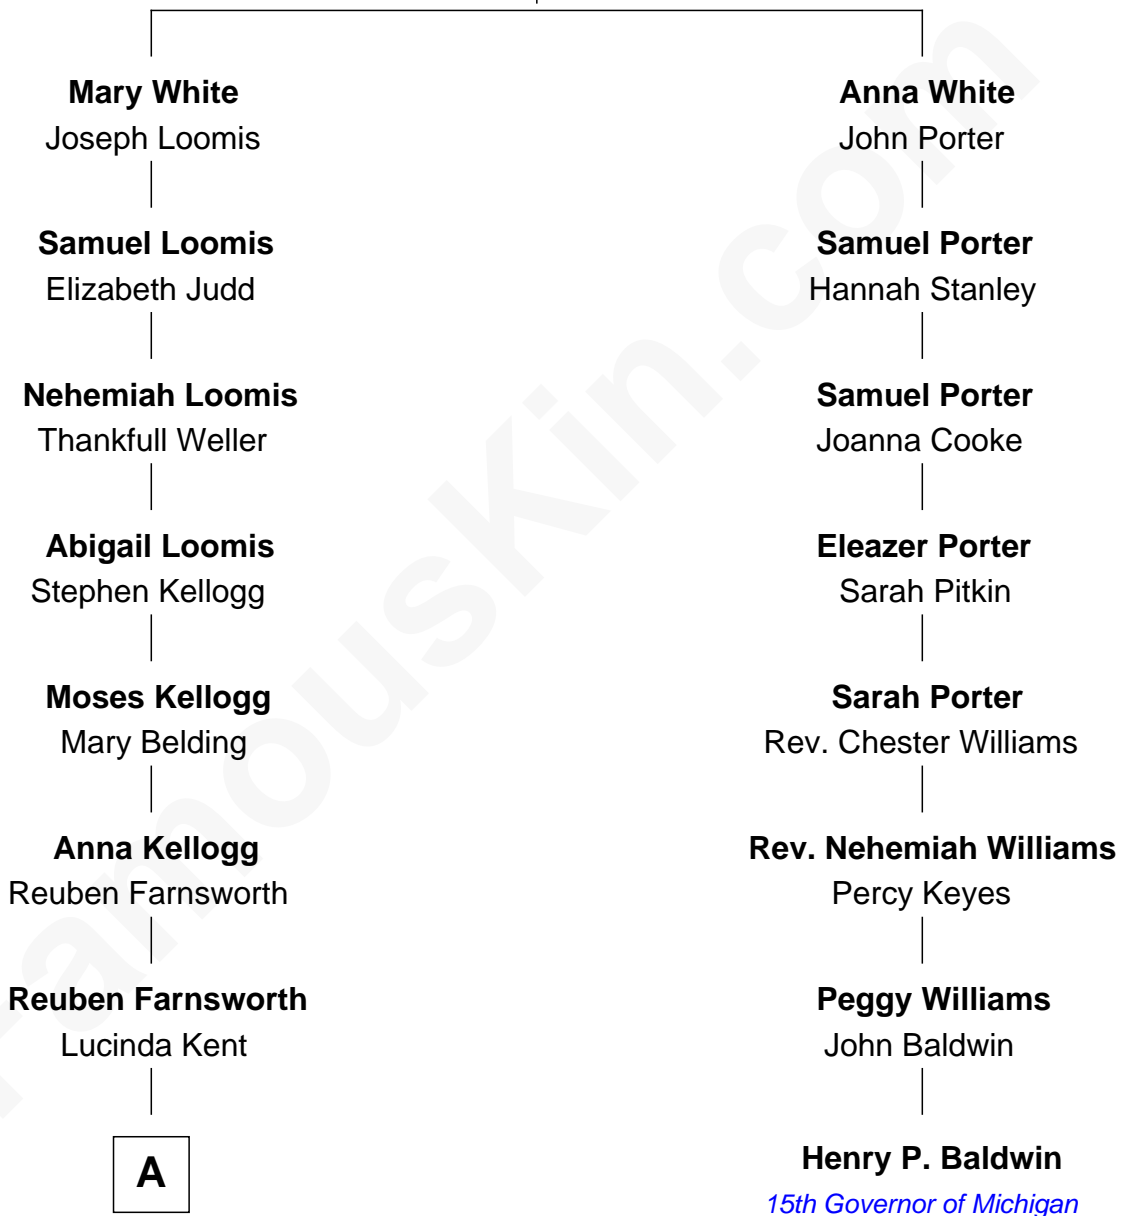 Mary White
Joseph Loomis
Anna White
John Porter
Samuel Loomis
Elizabeth Judd
Samuel Porter
Hannah Stanley
Nehemiah Loomis
Thankfull Weller
Samuel Porter
Joanna Cooke
Abigail Loomis
Stephen Kellogg
Eleazer Porter
Sarah Pitkin
Moses Kellogg
Mary Belding
Sarah Porter
Rev. Chester Williams
Anna Kellogg
Reuben Farnsworth
Rev. Nehemiah Williams
Percy Keyes
Reuben Farnsworth
Lucinda Kent
Peggy Williams
John Baldwin
A
Henry P. Baldwin
15th Governor of Michigan
FamousKin.com